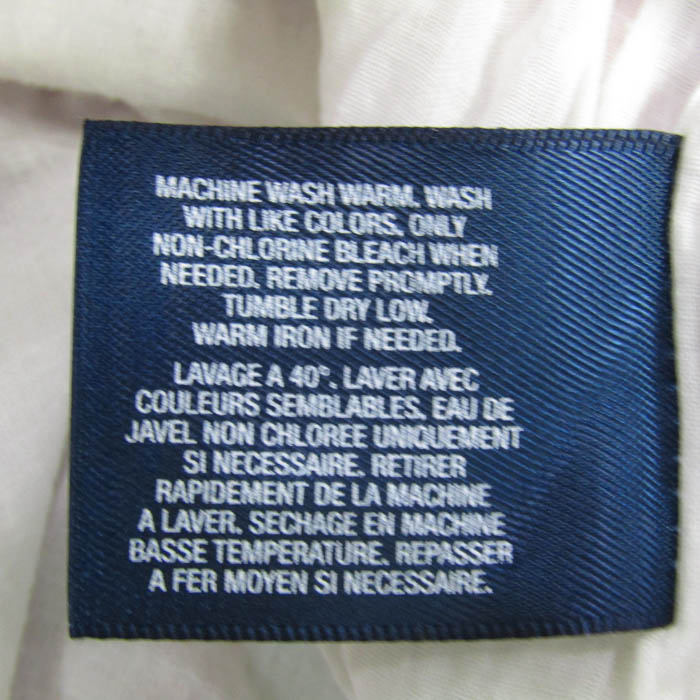 MACHINE WASH WARM. WASH
WITH LIKE COLORS. ONLY
NON-CHLORINE BLEACH WHEN
NEEDED. REMOVE PROMPTLY.
TUMBLE DRY LOW.
WARM IRON IF NEEDED.
LAVAGE A 40°. LAVER AVEC
COULEURS SEMBLABLES. EAU DE
JAVEL NON CHLOREE UNIQUEMENT
SI NECESSAIRE. RETIRER
RAPIDEMENT DE LA MACHINE
A LAVER. SECHAGE EN MACHINE
BASSE TEMPERATURE. REPASSER
A FER MOYEN SI NECESSAIRE.